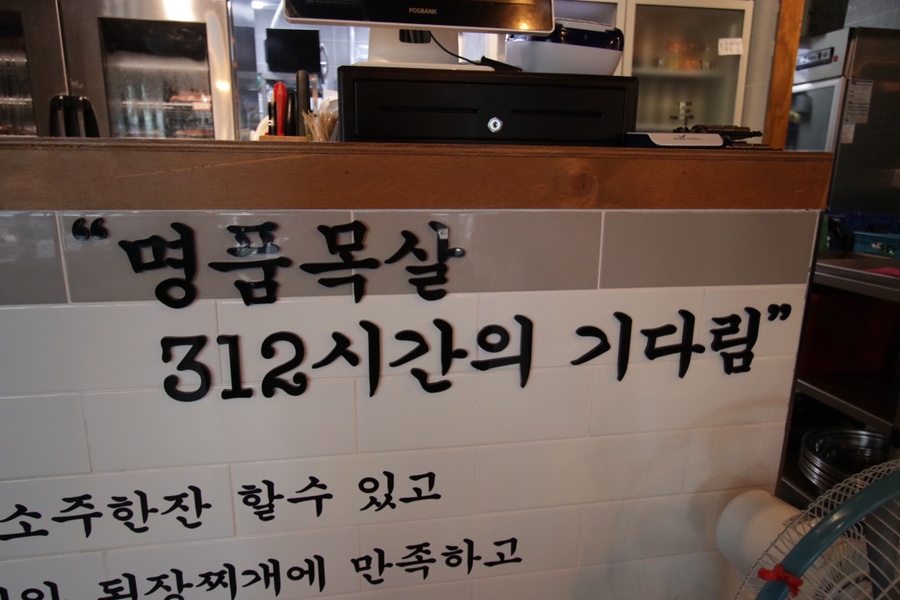 POSBANK
“명품목살
312시간의 기다림”
소주한잔 할수 있고
된장찌개에 만족하고